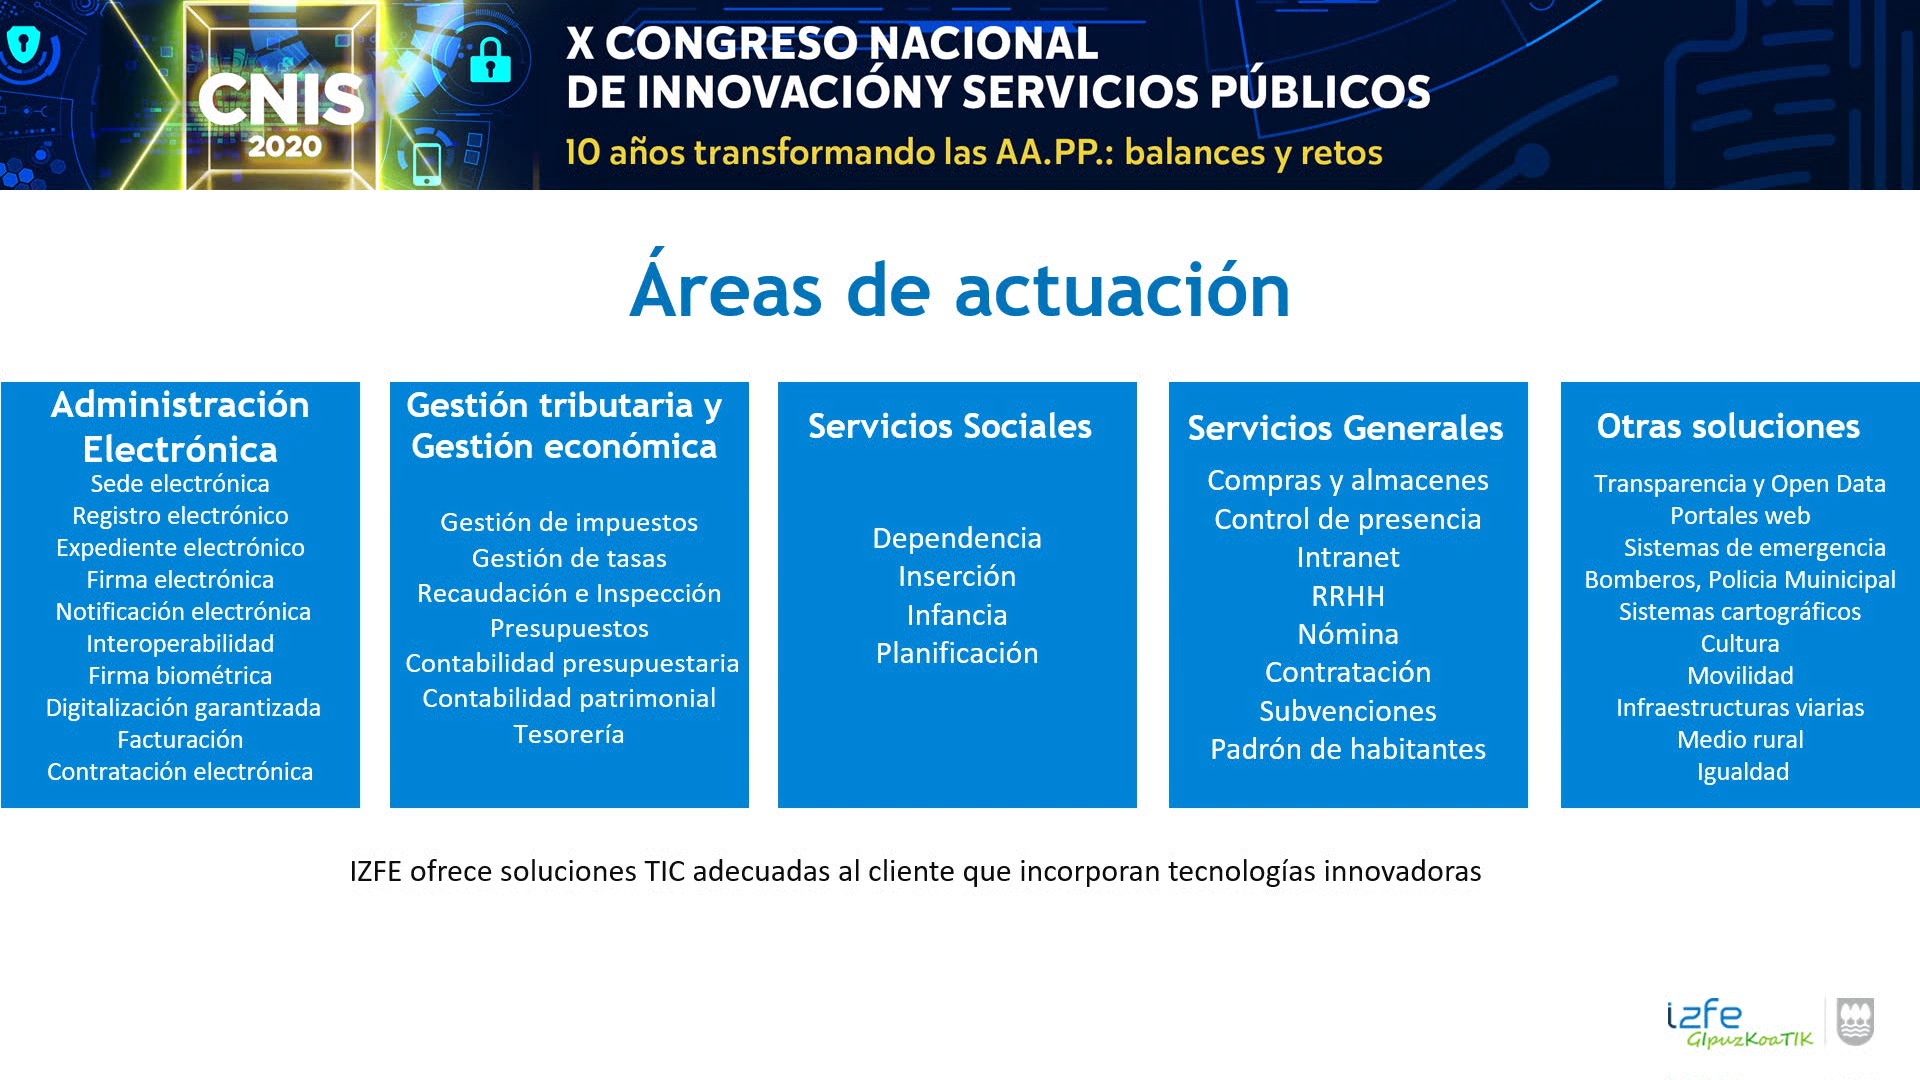 CNIS
2020
X CONGRESO NACIONAL
DE INNOVACIÓNY SERVICIOS PÚBLICOS
10 años transformando las AA.PP.: balances y retos
Áreas de actuación
Administración
Electrónica
Sede electrónica
Registro electrónico
Expediente electrónico
Firma electrónica
Notificación electrónica
Interoperabilidad
Firma biométrica
Digitalización garantizada
Facturación
Contratación electrónica
Gestión tributaria y
Gestión económica
Gestión de impuestos
Gestión de tasas
Recaudación e Inspección
Presupuestos
Contabilidad presupuestaria
Contabilidad patrimonial
Tesorería
Servicios Sociales
Dependencia
Inserción
Infancia
Planificación
Servicios Generales
Compras y almacenes
Control de presencia
Intranet
RRHH
Nómina
Contratación
Subvenciones
Padrón de habitantes
Otras soluciones
Transparencia y Open Data
Portales web
Sistemas de emergencia
Bomberos, Policia Muinicipal
Sistemas cartográficos
Cultura
Movilidad
Infraestructuras viarias
Medio rural
Igualdad
IZFE ofrece soluciones TIC adecuadas al cliente que incorporan tecnologías innovadoras
izfe
GIpuzKoaTIK